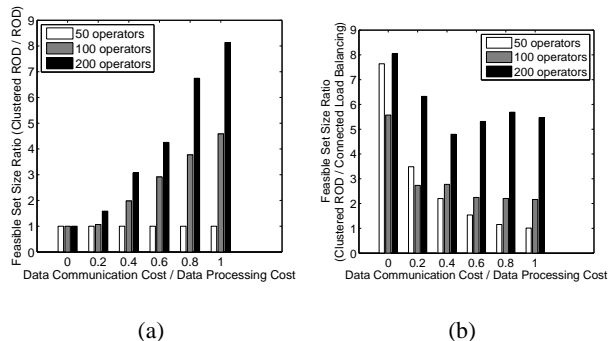 Feasible Set Size Ratio (Clustered ROD / ROD)
9
8
7
6
5
4
3
2
1
0
50 operators
100 operators
200 operators
0 0.2 0.4 0.6 0.8 1
Data Communication Cost / Data Processing Cost
(a)
Feasible Set Size Ratio
(Clustered ROD / Connected Load Balancing)
9
8
7
6
5
4
3
2
1
0
50 operators
100 operators
200 operators
0 0.2 0.4 0.6 0.8 1
Data Communication Cost / Data Processing Cost
(b)